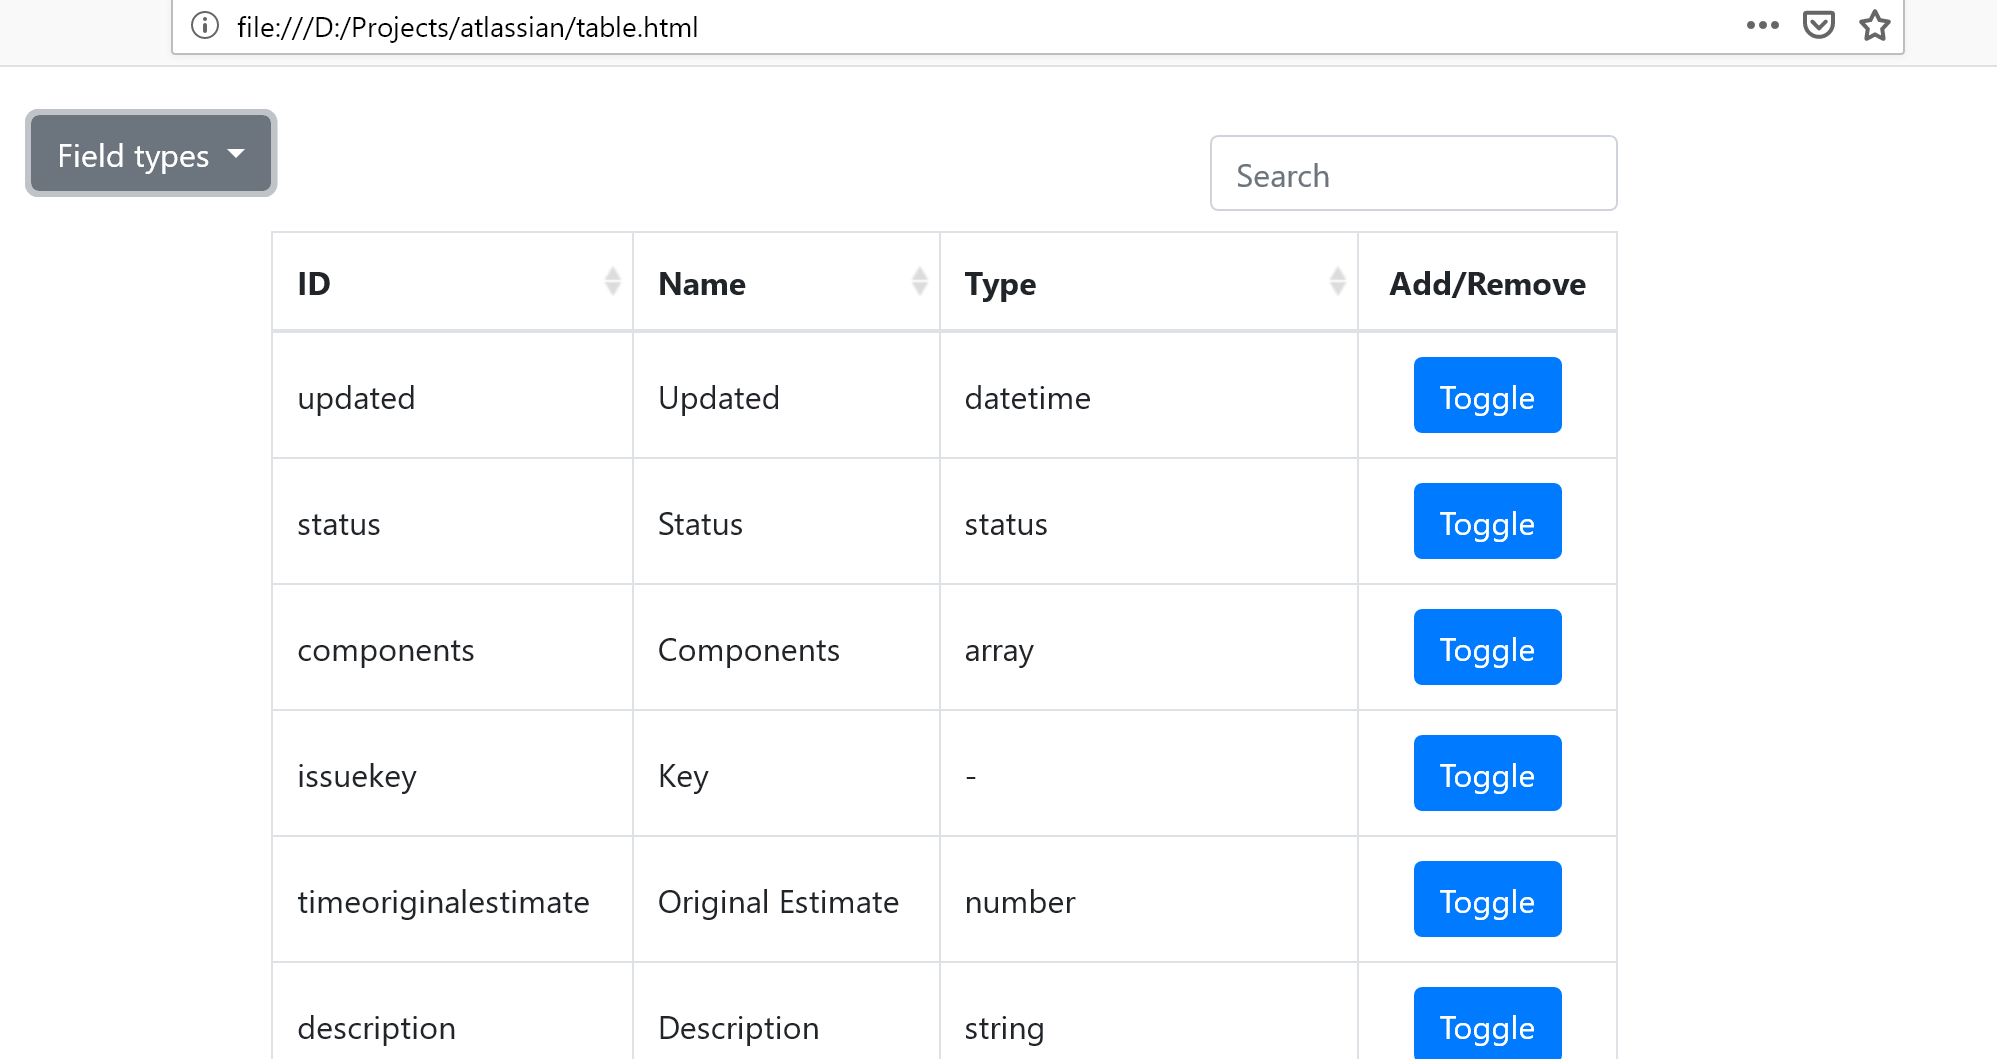 file:///D:/Projects/atlassian/table.html
Field types
Search
ID Name Type Add/Remove
updated Updated datetime Toggle
status Status status Toggle
components Components array Toggle
issuekey Key - Toggle
timeoriginalestimate Original Estimate number Toggle
description Description string Toggle